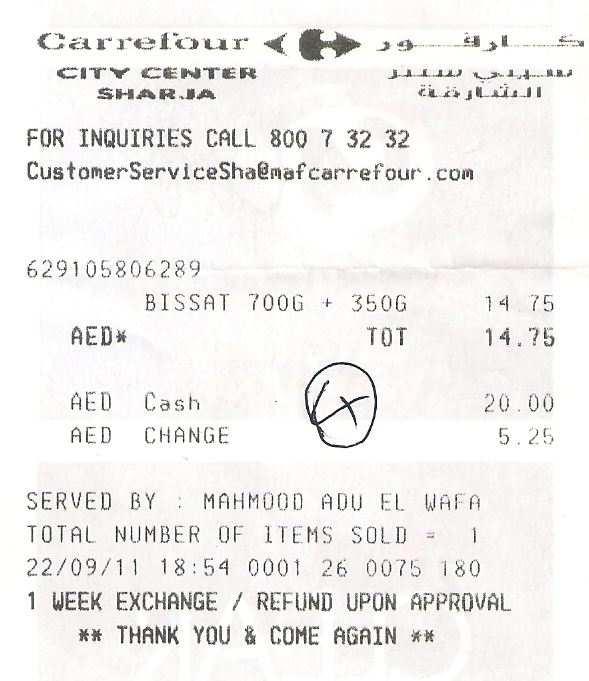 Carrefour كارفور
CITY CENTER سيتي سنتر
SHARJA الشارقة
FOR INQUIRIES CALL 800 7 32 32
CustomerServiceSha@mafcarrefour.com
629105806289
BISSAT 700G + 350G 14.75
AED* TOT 14.75
AED Cash 20.00
AED CHANGE 5.25
SERVED BY : MAHMOOD ADU EL WAFA
TOTAL NUMBER OF ITEMS SOLD = 1
22/09/11 18:54 0001 26 0075 180
1 WEEK EXCHANGE / REFUND UPON APPROVAL
** THANK YOU & COME AGAIN **